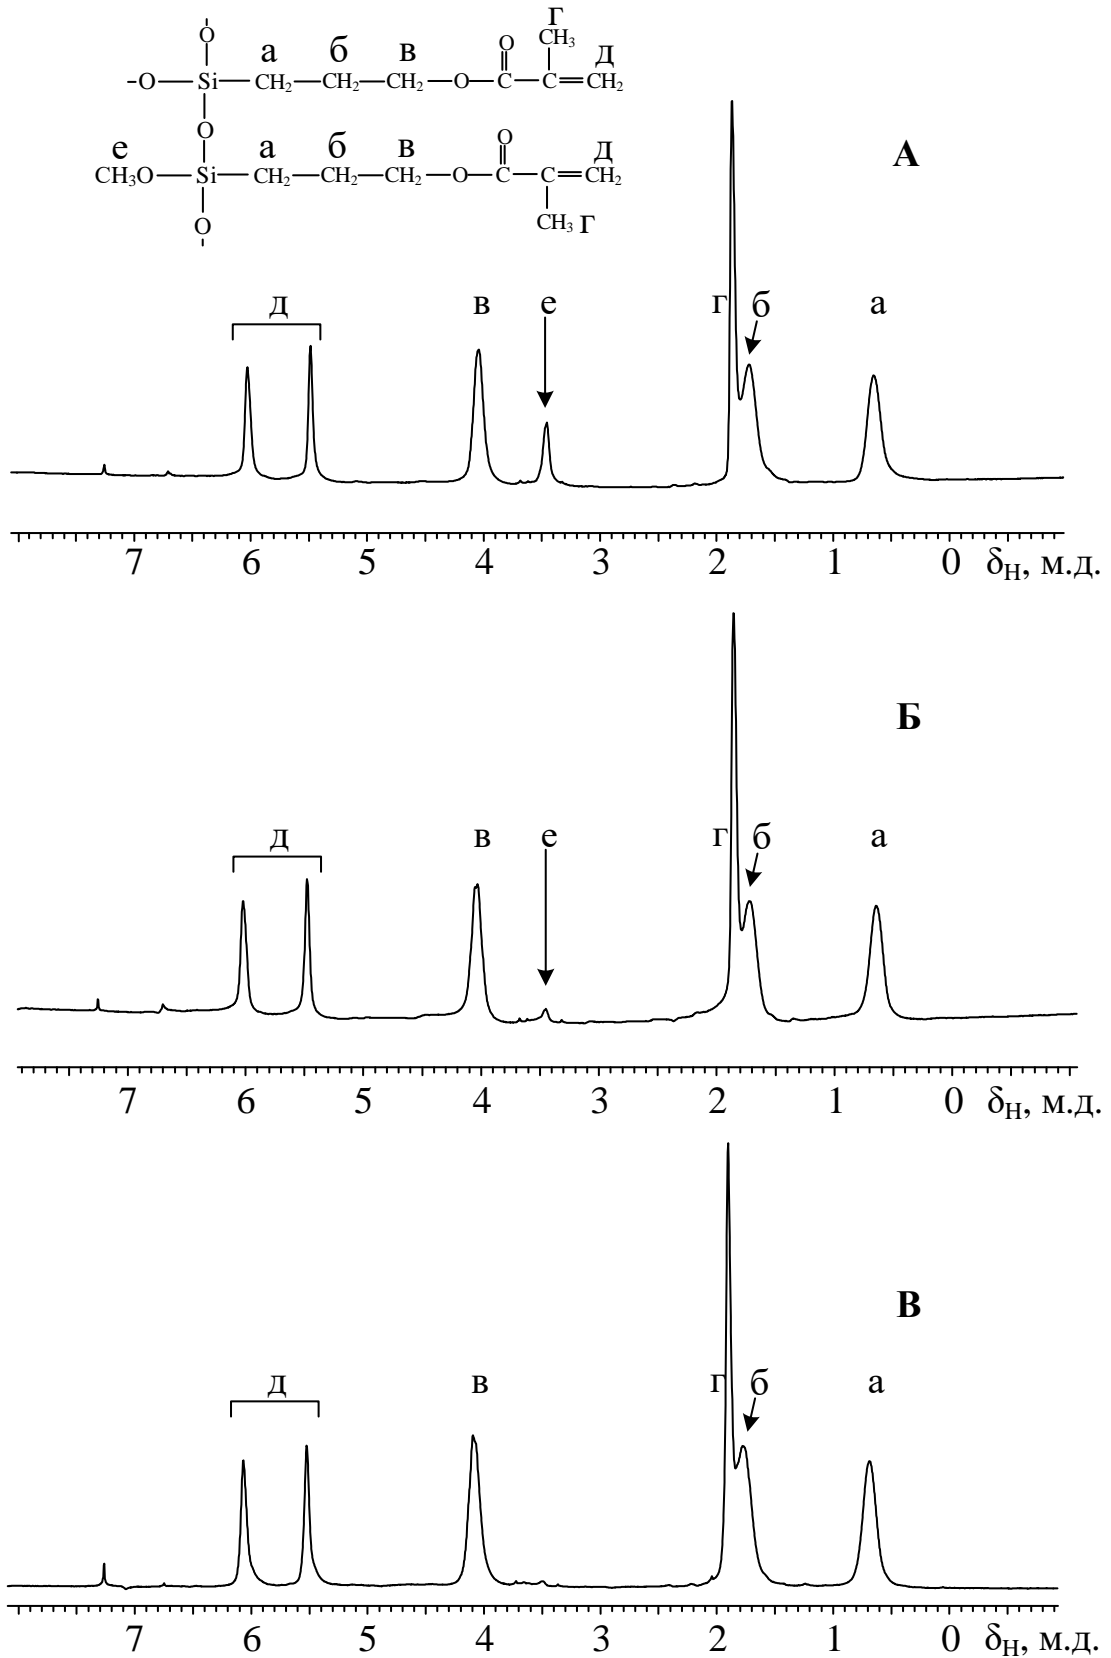 г
O
O
CH₃
а б в д
-O Si CH₂ CH₂ CH₂ O C C CH₂
O
O
е а б в д
CH₃O Si CH₂ CH₂ CH₂ O C C CH₂
O
CH₃ г
А
д в е г б а
7 6 5 4 3 2 1 0 δH, м.д.
Б
д в е г б а
7 6 5 4 3 2 1 0 δH, м.д.
В
д в г б а
7 6 5 4 3 2 1 0 δH, м.д.